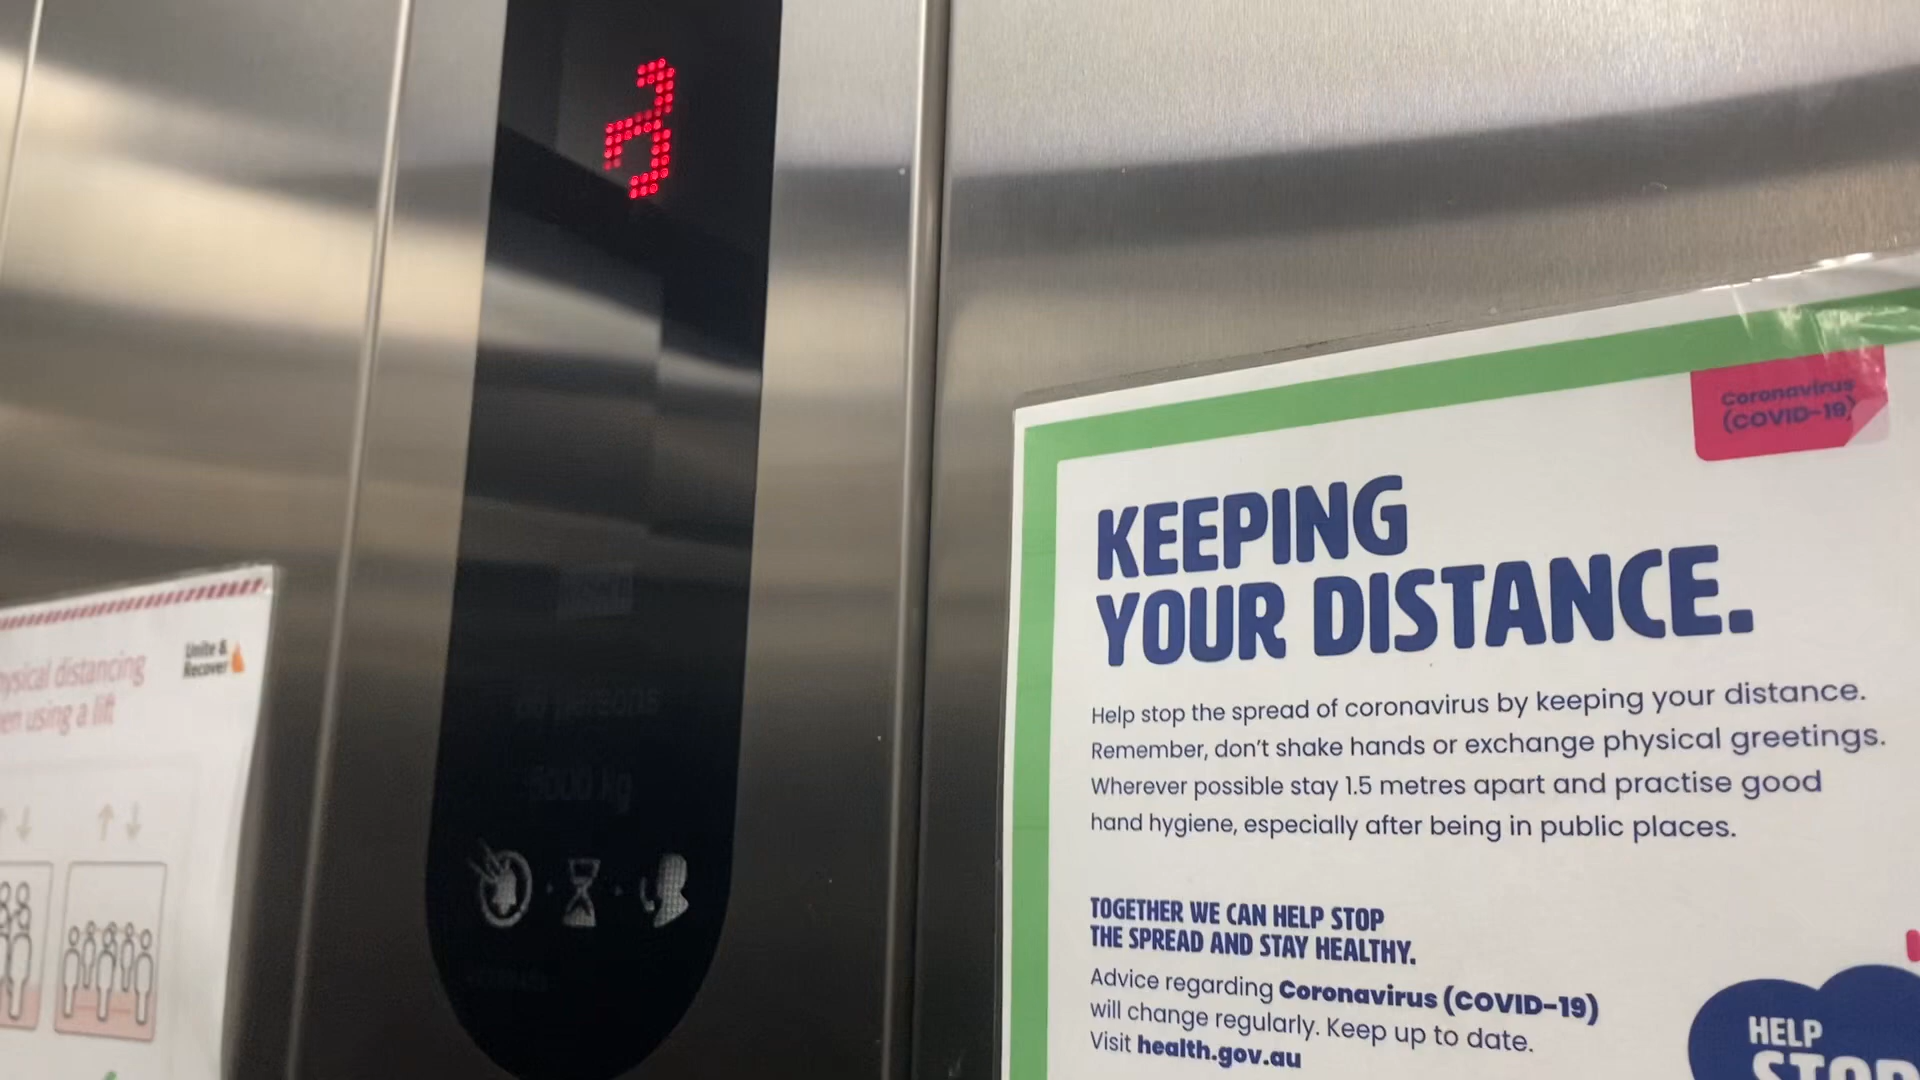 Unite &
Recover
physical distancing
when using a lift
5000 kg
Coronavirus
(COVID-19)
KEEPING
YOUR DISTANCE.
Help stop the spread of coronavirus by keeping your distance.
Remember, don't shake hands or exchange physical greetings.
Wherever possible stay 1.5 metres apart and practise good
hand hygiene, especially after being in public places.
TOGETHER WE CAN HELP STOP
THE SPREAD AND STAY HEALTHY.
Advice regarding Coronavirus (COVID-19)
will change regularly. Keep up to date.
Visit health.gov.au
HELP
STOP